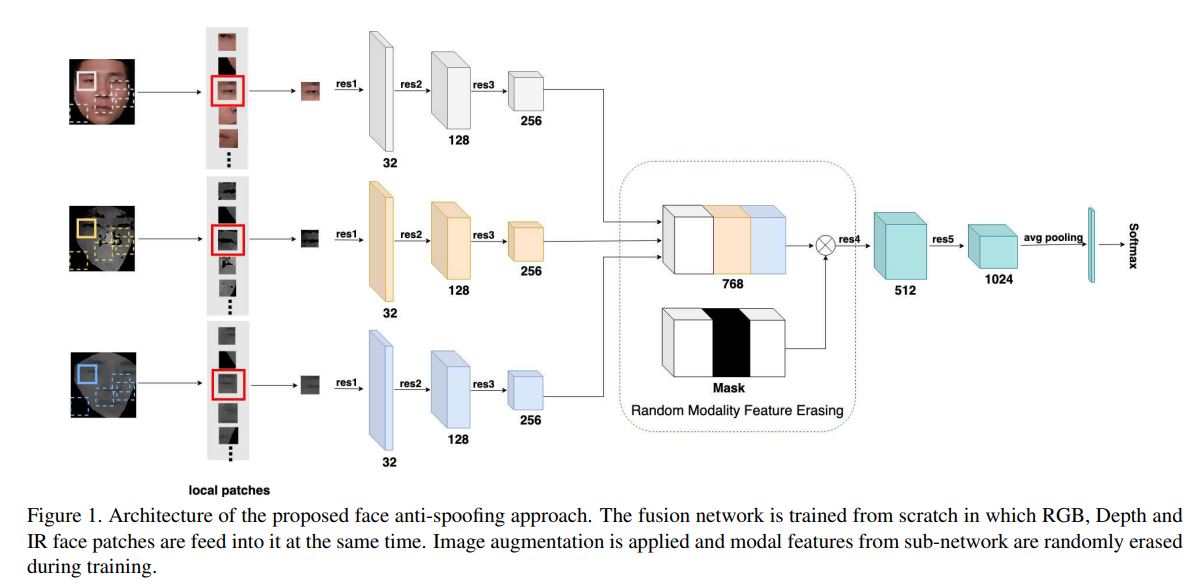 res1
res2
res3
32
128
256
res1
res2
res3
32
128
256
res1
res2
res3
32
128
256
768
Mask
Random Modality Feature Erasing
res4
512
res5
1024
avg pooling
Softmax
local patches
Figure 1. Architecture of the proposed face anti-spoofing approach. The fusion network is trained from scratch in which RGB, Depth and
IR face patches are feed into it at the same time. Image augmentation is applied and modal features from sub-network are randomly erased
during training.